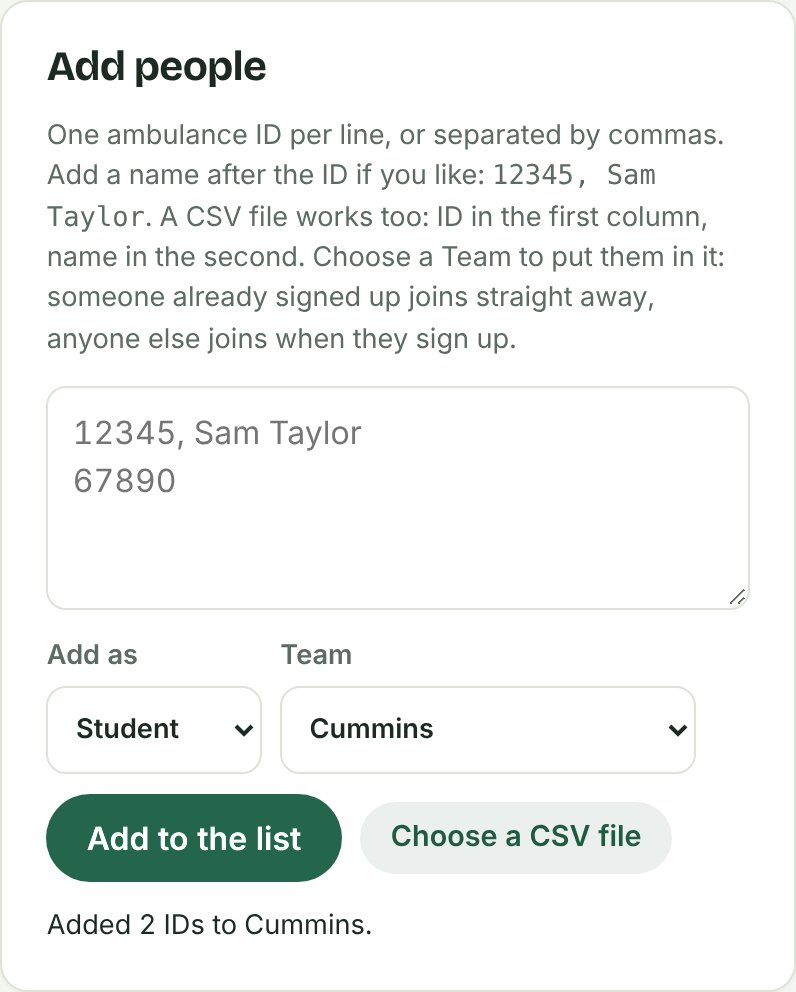 Add people
One ambulance ID per line, or separated by commas.
Add a name after the ID if you like: 12345, Sam
Taylor. A CSV file works too: ID in the first column,
name in the second. Choose a Team to put them in it:
someone already signed up joins straight away,
anyone else joins when they sign up.
12345, Sam Taylor
67890
Add as Team
Student Cummins
Add to the list Choose a CSV file
Added 2 IDs to Cummins.